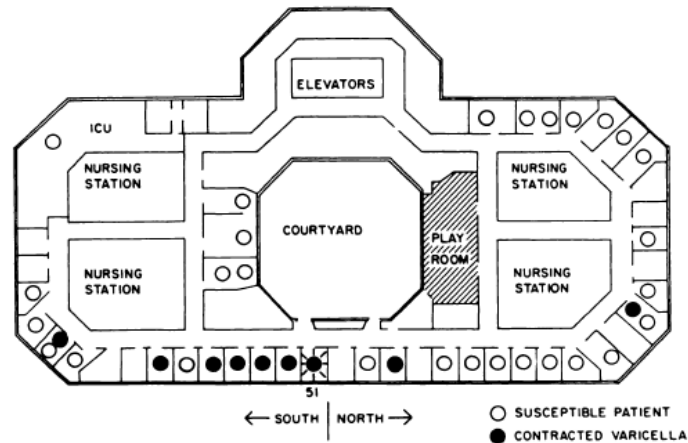 ELEVATORS
ICU
NURSING
STATION
NURSING
STATION
COURTYARD
PLAY
ROOM
NURSING
STATION
NURSING
STATION
51
SOUTH
NORTH
SUSCEPTIBLE PATIENT
CONTRACTED VARICELLA